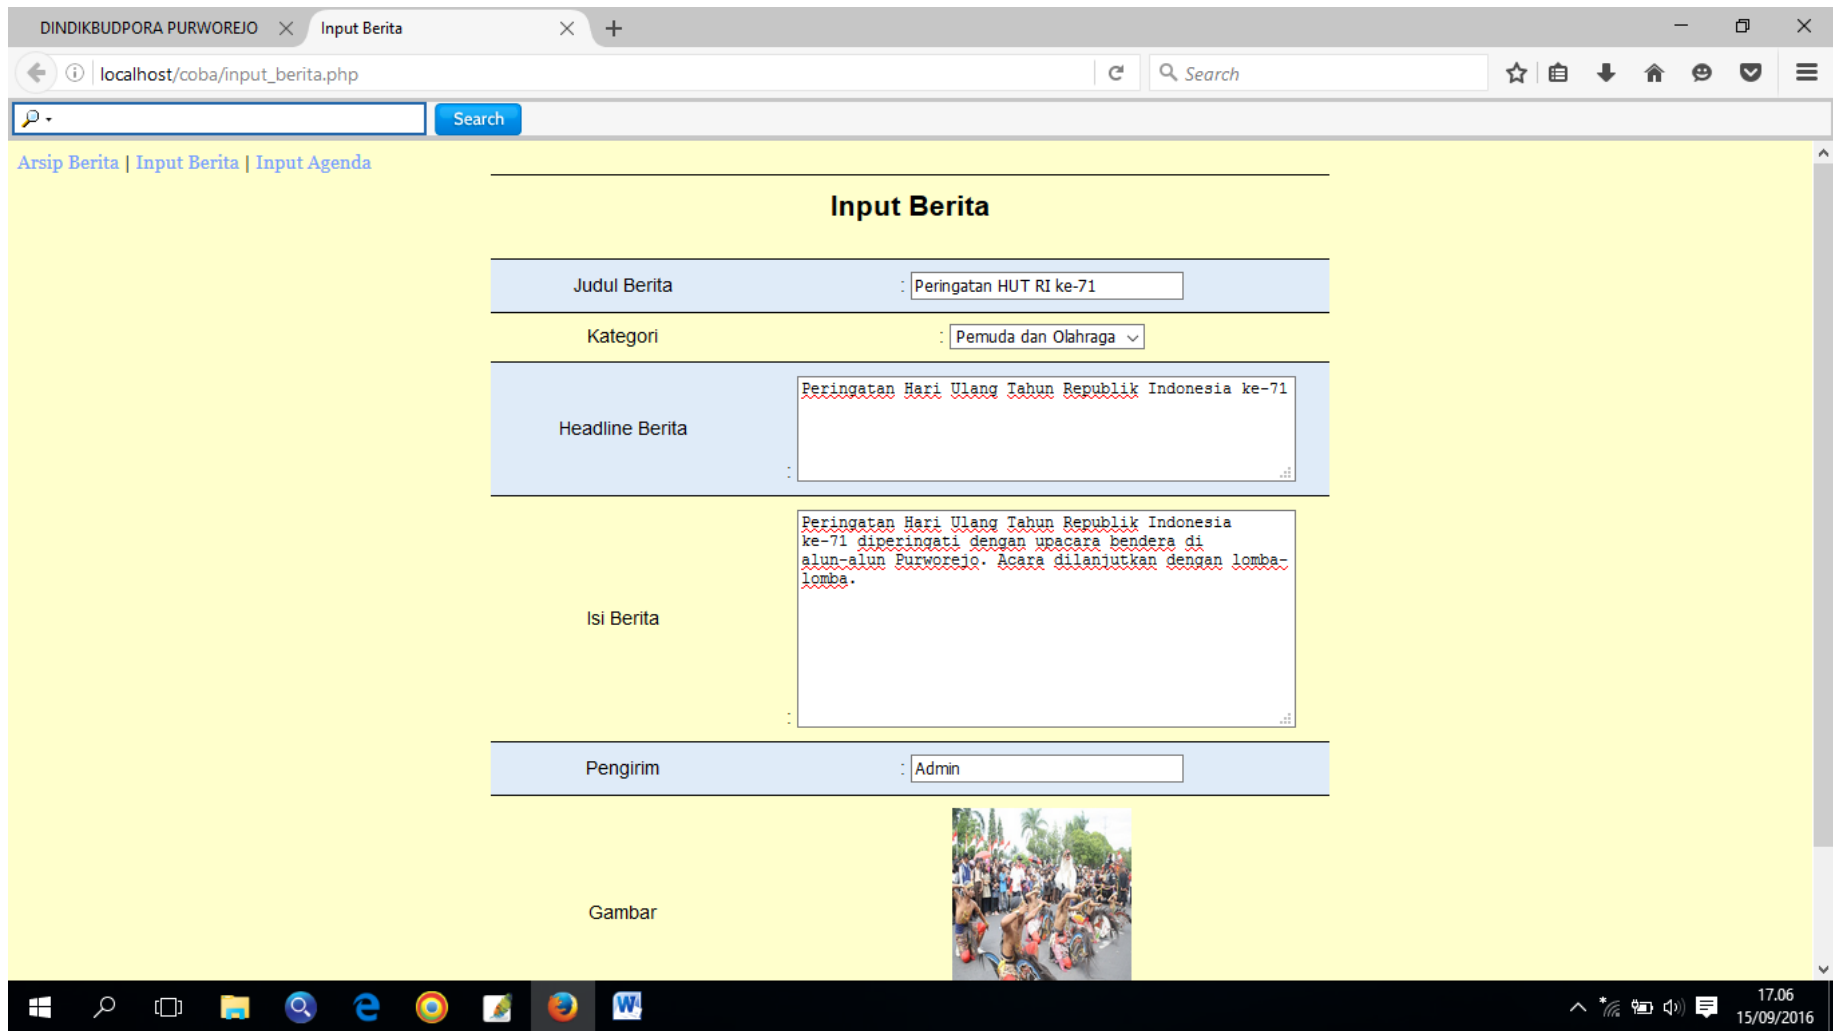 DINDIKBUDPORA PURWOREJO
Input Berita
localhost/coba/input_berita.php
Search
Search
Arsip Berita | Input Berita | Input Agenda
Input Berita
Judul Berita : Peringatan HUT RI ke-71
Kategori : Pemuda dan Olahraga
Headline Berita : Peringatan Hari Ulang Tahun Republik Indonesia ke-71
Isi Berita : Peringatan Hari Ulang Tahun Republik Indonesia
ke-71 diperingati dengan upacara bendera di
alun-alun Purworejo. Acara dilanjutkan dengan lomba-
lomba.
Pengirim : Admin
Gambar
17.06
15/09/2016